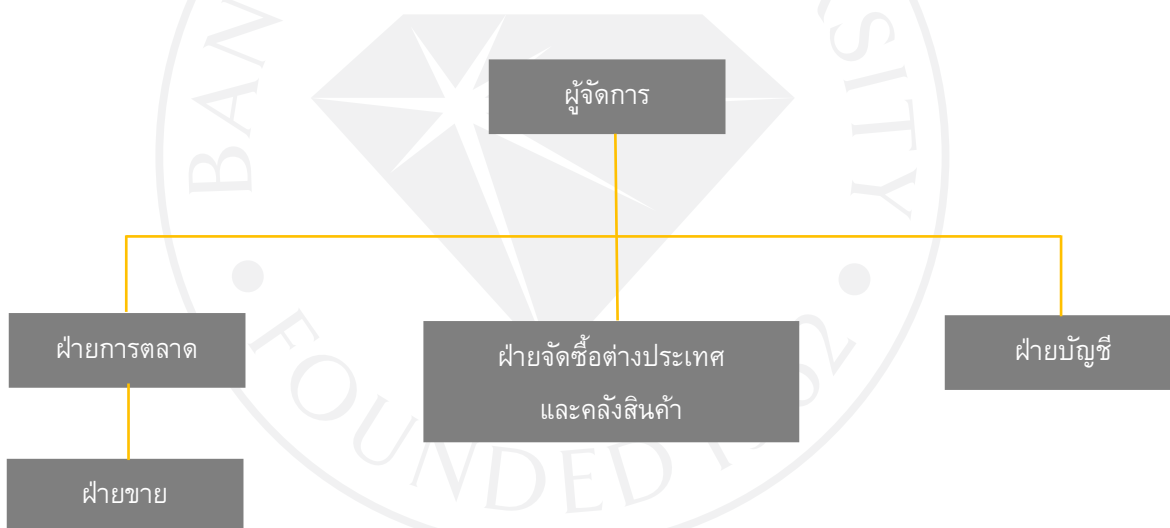 ผู้จัดการ
ฝ่ายการตลาด
ฝ่ายจัดซื้อต่างประเทศ
และคลังสินค้า
ฝ่ายบัญชี
ฝ่ายขาย
FOUNDED